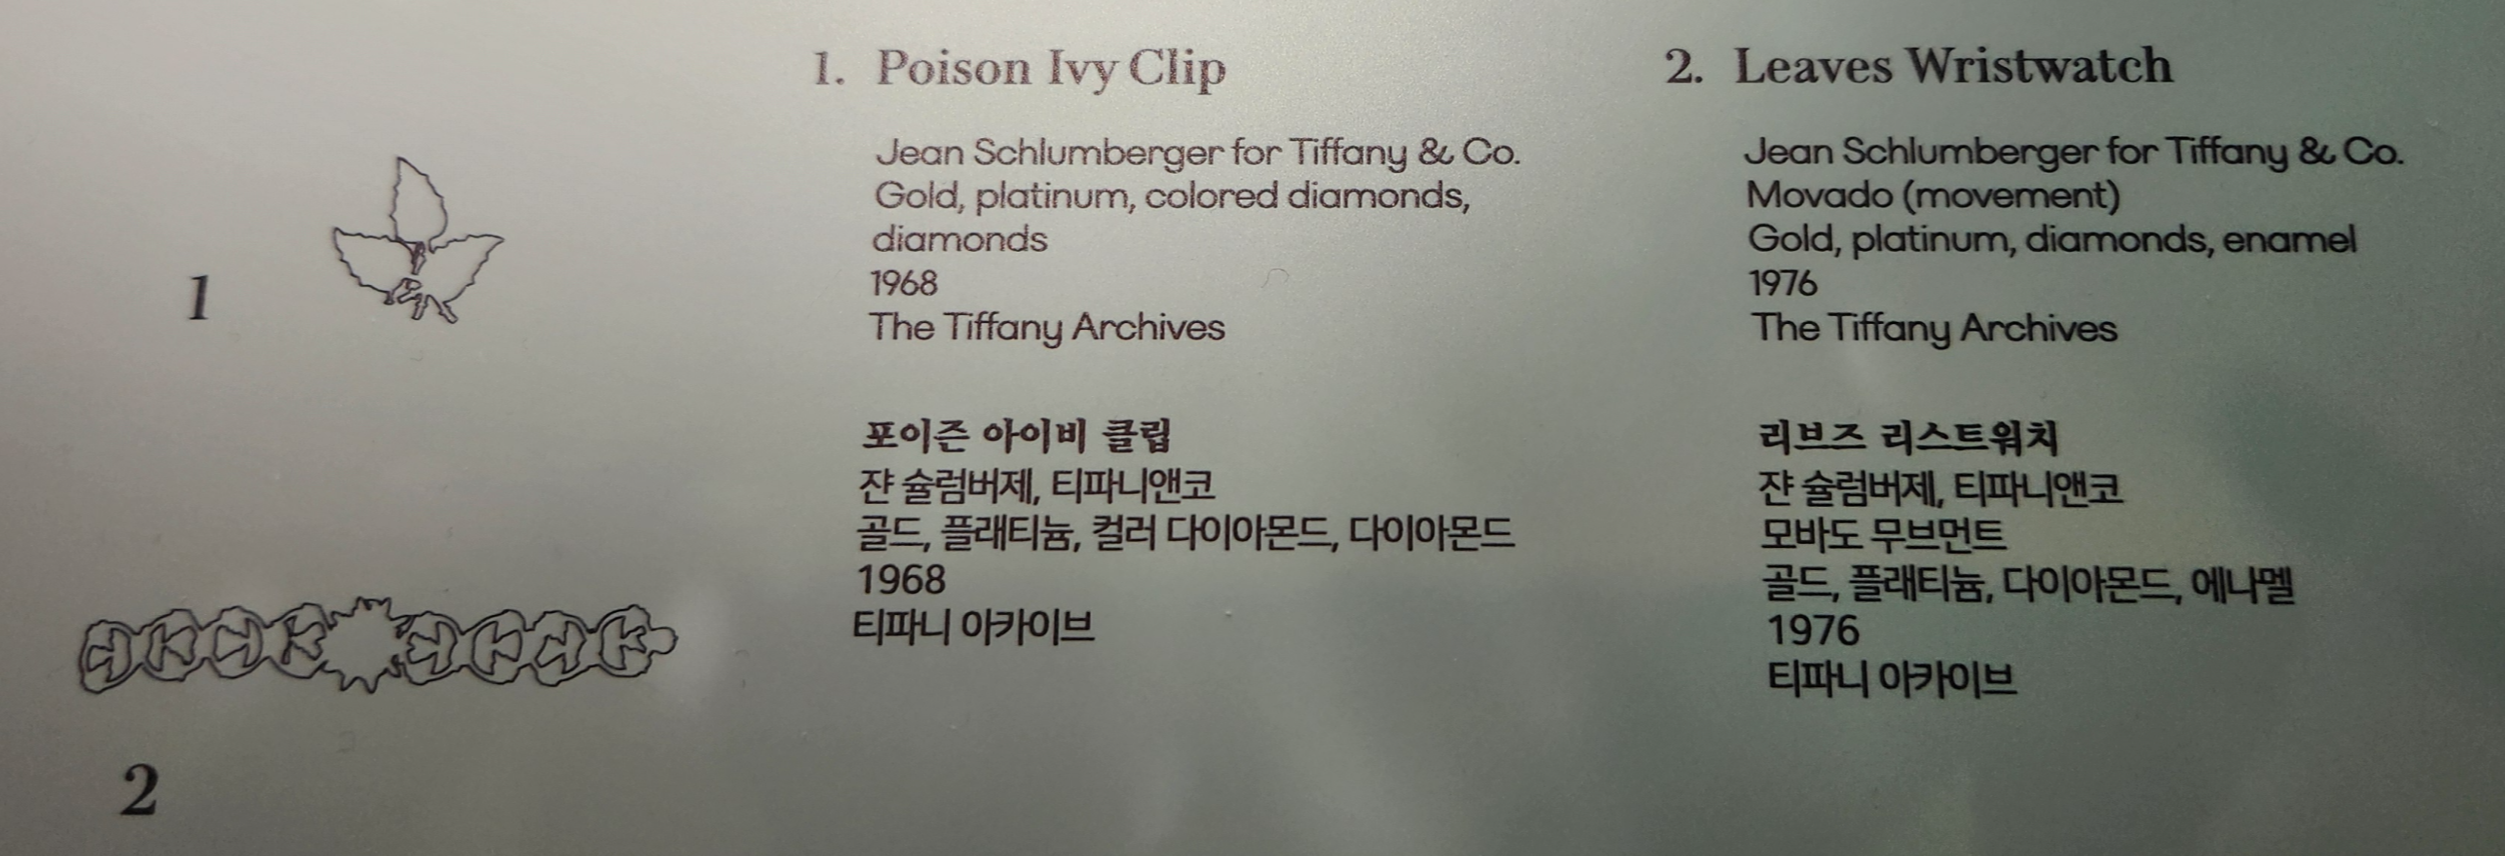 1
2
1. Poison Ivy Clip
Jean Schlumberger for Tiffany & Co.
Gold, platinum, colored diamonds,
diamonds
1968
The Tiffany Archives
포이즌 아이비 클립
쟌 슐럼버제, 티파니앤코
골드, 플래티늄, 컬러 다이아몬드, 다이아몬드
1968
티파니 아카이브
2. Leaves Wristwatch
Jean Schlumberger for Tiffany & Co.
Movado (movement)
Gold, platinum, diamonds, enamel
1976
The Tiffany Archives
리브즈 리스트워치
쟌 슐럼버제, 티파니앤코
모바도 무브먼트
골드, 플래티늄, 다이아몬드, 에나멜
1976
티파니 아카이브